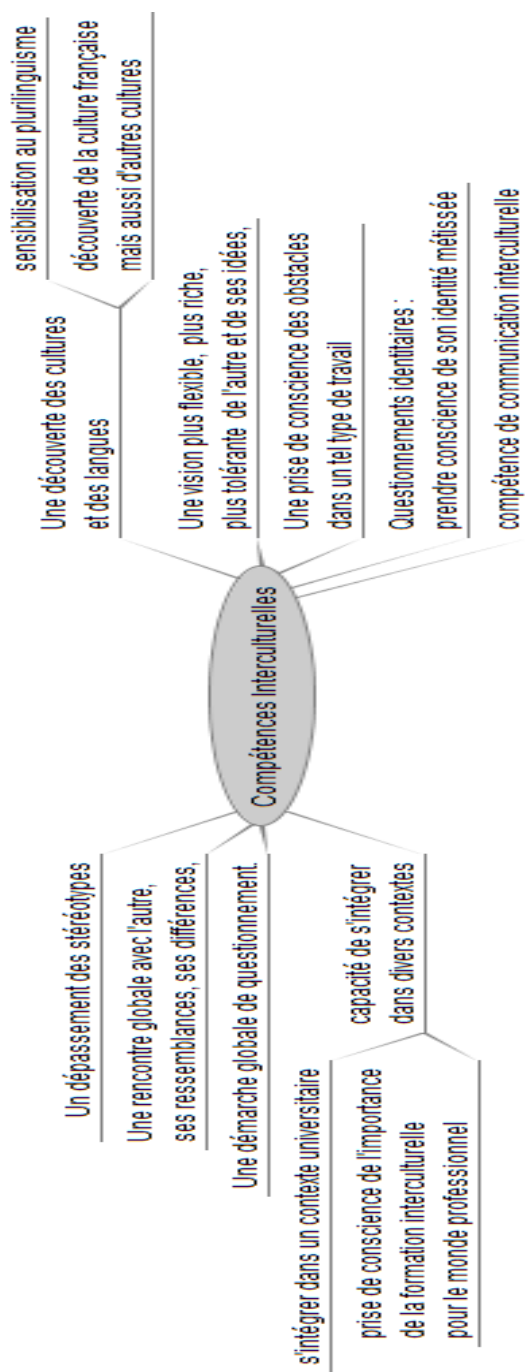 Compétences Interculturelles
Un dépassement des stéréotypes
Une rencontre globale avec l'autre,
ses ressemblances, ses différences,
Une démarche globale de questionnement.
capacité de s'intégrer
dans divers contextes
s'intégrer dans un contexte universitaire
prise de conscience de l'importance
de la formation interculturelle
pour le monde professionnel
Une découverte des cultures
et des langues
sensibilisation au plurilinguisme
découverte de la culture française
mais aussi d'autres cultures
Une vision plus flexible, plus riche,
plus tolérante de l'autre et de ses idées,
Une prise de conscience des obstacles
dans un tel type de travail
Questionnements identitaires :
prendre conscience de son identité métissée
compétence de communication interculturelle